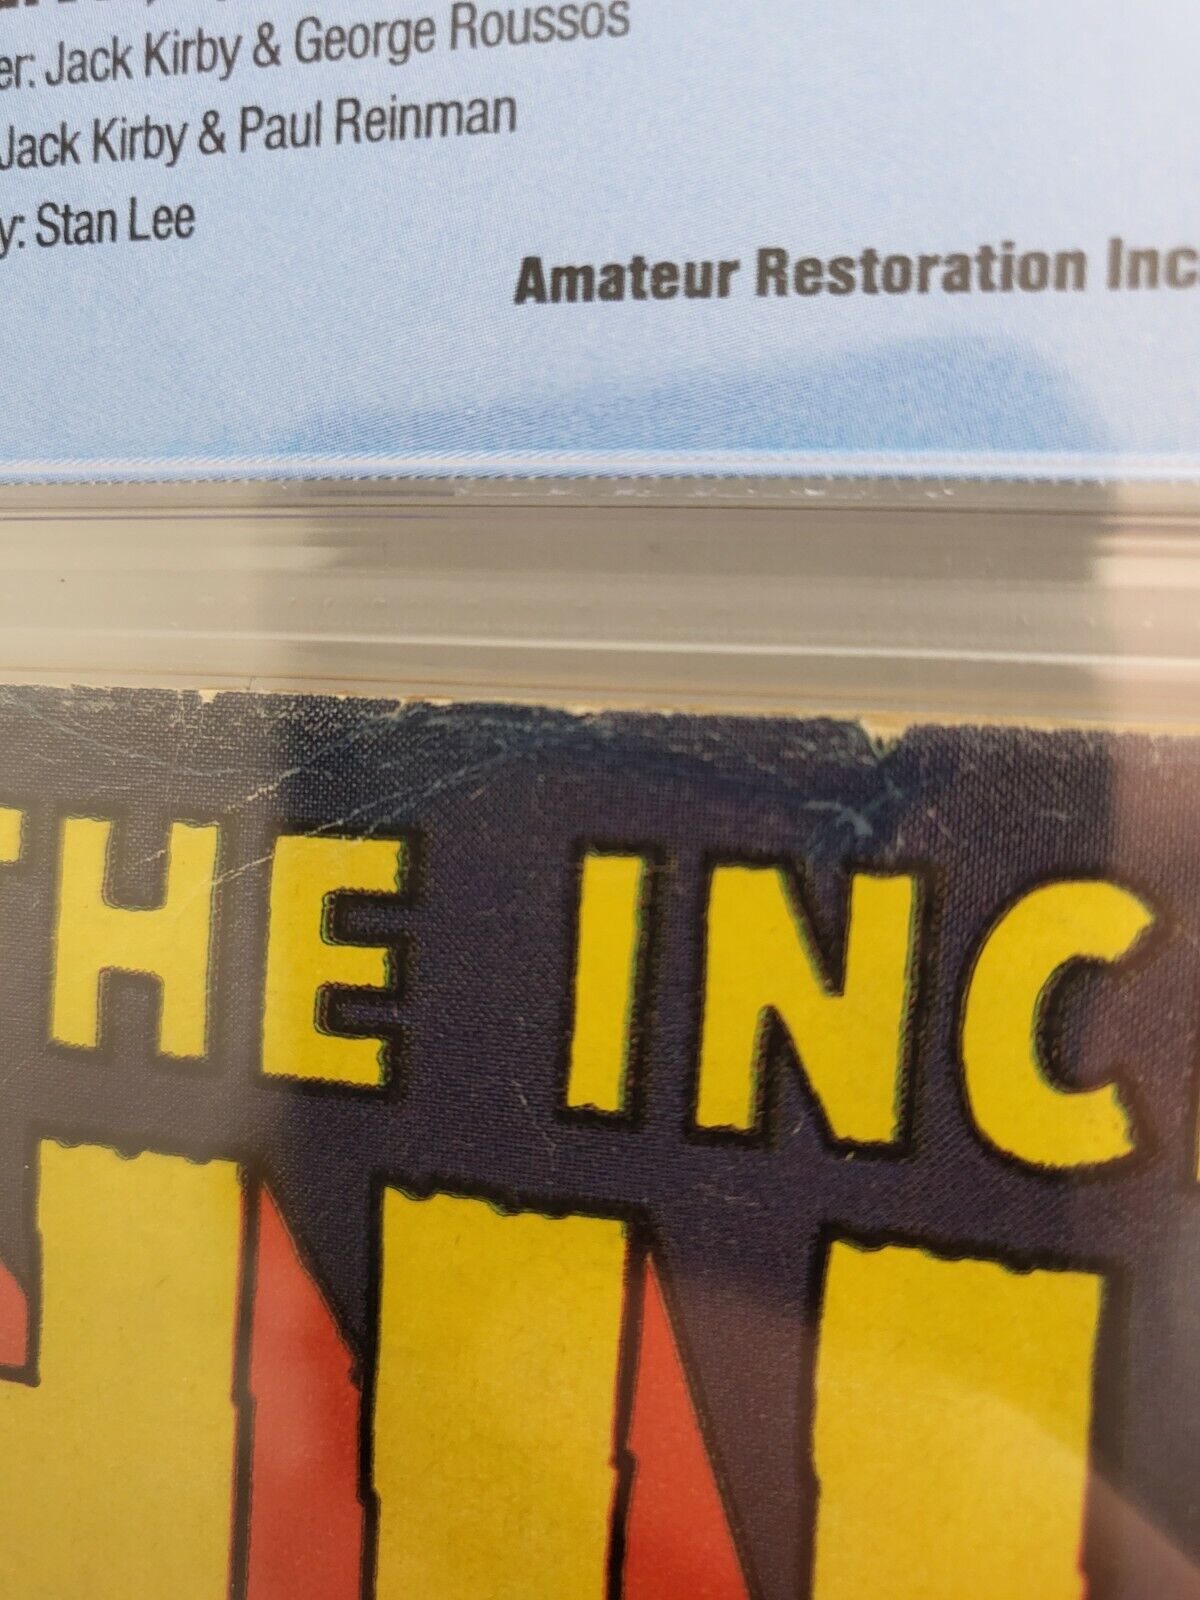 er: Jack Kirby & George Roussos
Jack Kirby & Paul Reinman
y: Stan Lee
Amateur Restoration Inc
THE INC